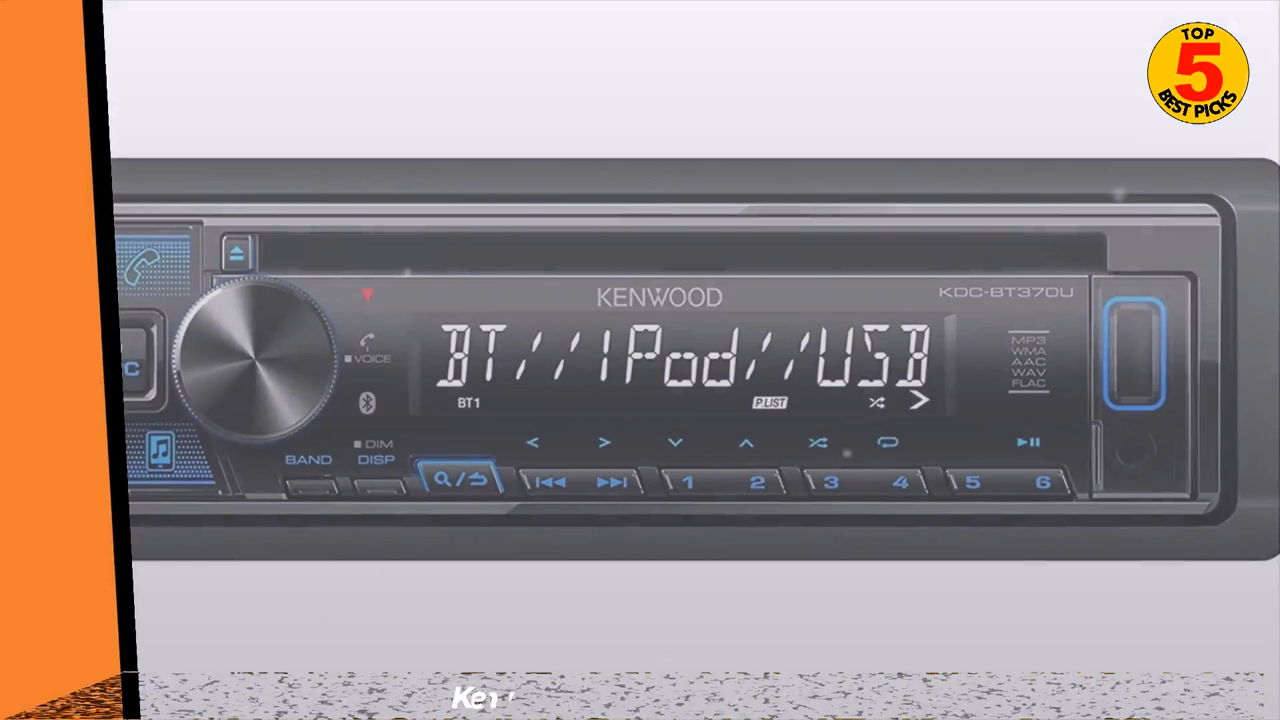 TOP
5
BEST PICKS
KENWOOD
KDC-BT370U
BT//iPod//USB
VOICE
MP3
WMA
AAC
WAV
FLAC
BT1
P.LIST
DIM
BAND
DISP
1
2
3
4
5
6